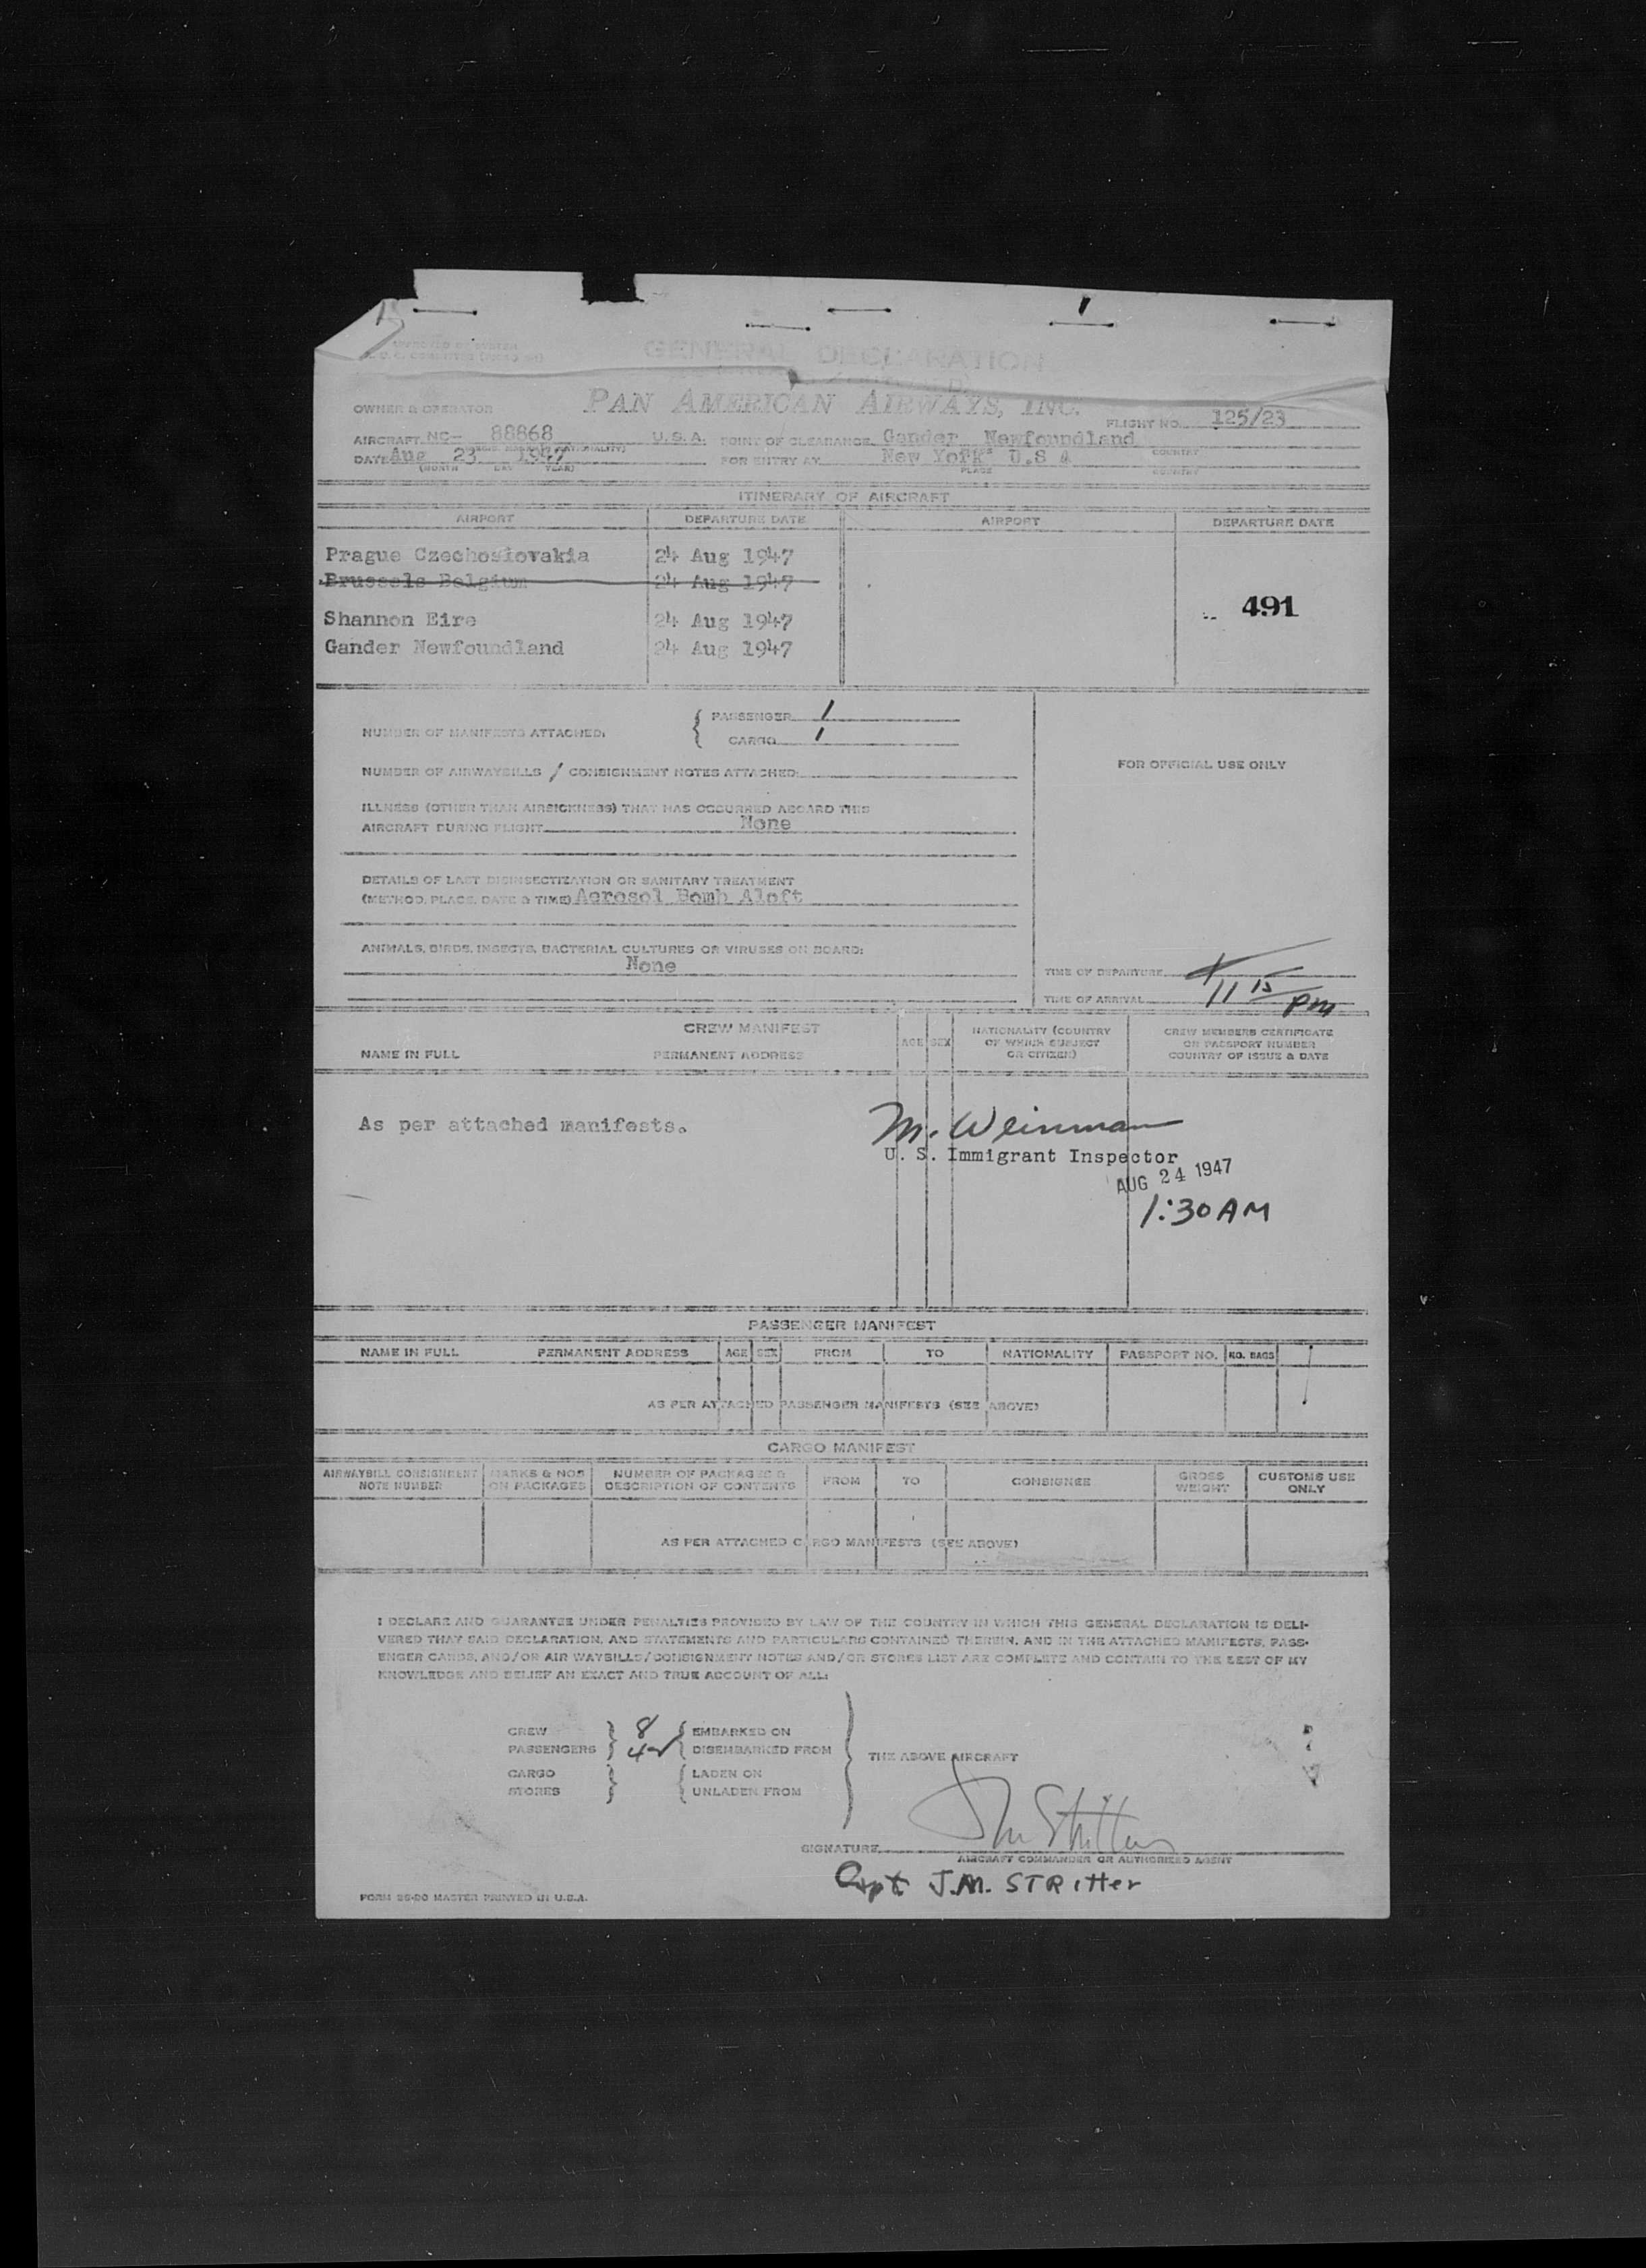 15
GENERAL DECLARATION
PAN AMERICAN AIRWAYS, INC.
OWNER & OPERATOR
FLIGHT NO. 125/23
AIRCRAFT NC- 88868 U.S.A. POINT OF CLEARANCE Gander Newfoundland
COUNTRY
DATE Aug 23 1947 FOR ENTRY AT New York U.S A
(MONTH DAY YEAR) PLACE COUNTRY
ITINERARY OF AIRCRAFT
AIRPORT DEPARTURE DATE AIRPORT DEPARTURE DATE
Prague Czechoslovakia 24 Aug 1947
Brussels Belgium 24 Aug 1947
491
Shannon Eire 24 Aug 1947
Gander Newfoundland 24 Aug 1947
NUMBER OF MANIFESTS ATTACHED: { PASSENGER 1
CARGO 1
NUMBER OF AIRWAYBILLS / CONSIGNMENT NOTES ATTACHED:
FOR OFFICIAL USE ONLY
ILLNESS (OTHER THAN AIRSICKNESS) THAT HAS OCCURRED ABOARD THIS
AIRCRAFT DURING FLIGHT None
DETAILS OF LAST DISINSECTIZATION OR SANITARY TREATMENT
(METHOD, PLACE, DATE & TIME) Aerosol Bomb Aloft
ANIMALS, BIRDS, INSECTS, BACTERIAL CULTURES OR VIRUSES ON BOARD:
None
TIME OF DEPARTURE
TIME OF ARRIVAL 11 15 PM
CREW MANIFEST
NAME IN FULL PERMANENT ADDRESS AGE SEX NATIONALITY (COUNTRY OF WHICH SUBJECT OR CITIZEN) CREW MEMBERS CERTIFICATE OR PASSPORT NUMBER COUNTRY OF ISSUE & DATE
As per attached manifests.
M. Weinman
U. S. Immigrant Inspector
AUG 24 1947
1:30 AM
PASSENGER MANIFEST
NAME IN FULL PERMANENT ADDRESS AGE SEX FROM TO NATIONALITY PASSPORT NO. NO. BAGS
AS PER ATTACHED PASSENGER MANIFESTS (SEE ABOVE)
CARGO MANIFEST
AIRWAYBILL CONSIGNMENT NOTE NUMBER MARKS & NOS ON PACKAGES NUMBER OF PACKAGES & DESCRIPTION OF CONTENTS FROM TO CONSIGNEE GROSS WEIGHT CUSTOMS USE ONLY
AS PER ATTACHED CARGO MANIFESTS (SEE ABOVE)
I DECLARE AND GUARANTEE UNDER PENALTIES PROVIDED BY LAW OF THE COUNTRY IN WHICH THIS GENERAL DECLARATION IS DELI-
VERED THAT SAID DECLARATION, AND STATEMENTS AND PARTICULARS CONTAINED THEREIN, AND IN THE ATTACHED MANIFESTS, PASS-
ENGER CARDS, AND/OR AIR WAYBILLS/CONSIGNMENT NOTES AND/OR STORES LIST ARE COMPLETE AND CONTAIN TO THE BEST OF MY
KNOWLEDGE AND BELIEF AN EXACT AND TRUE ACCOUNT OF ALL:
CREW } 8 { EMBARKED ON
PASSENGERS DISEMBARKED FROM
THE ABOVE AIRCRAFT
CARGO } { LADEN ON
STORES UNLADEN FROM
SIGNATURE JM Stritter
AIRCRAFT COMMANDER OR AUTHORIZED AGENT
Capt J.M. STRitter
FORM 26-20 MASTER PRINTED IN U.S.A.